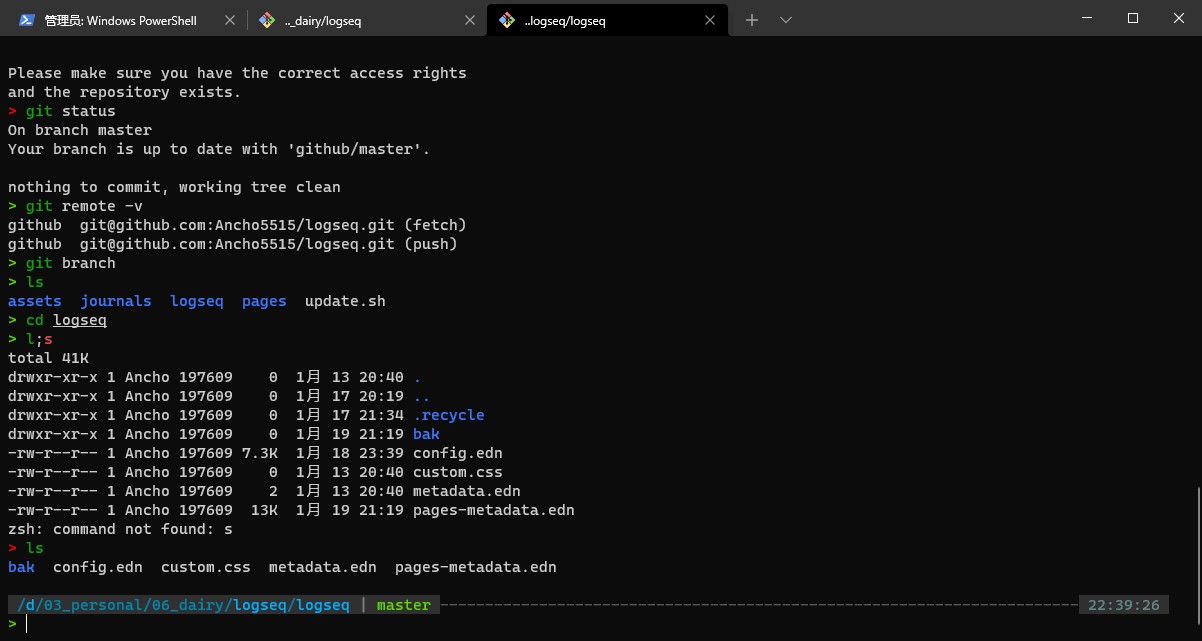 管理员: Windows PowerShell
.._dairy/logseq
..logseq/logseq
Please make sure you have the correct access rights
and the repository exists.
> git status
On branch master
Your branch is up to date with 'github/master'.
nothing to commit, working tree clean
> git remote -v
github  git@github.com:Ancho5515/logseq.git (fetch)
github  git@github.com:Ancho5515/logseq.git (push)
> git branch
> ls
assets  journals  logseq  pages  update.sh
> cd logseq
> l;s
total 41K
drwxr-xr-x 1 Ancho 197609    0  1月 13 20:40 .
drwxr-xr-x 1 Ancho 197609    0  1月 17 20:19 ..
drwxr-xr-x 1 Ancho 197609    0  1月 17 21:34 .recycle
drwxr-xr-x 1 Ancho 197609    0  1月 19 21:19 bak
-rw-r--r-- 1 Ancho 197609 7.3K  1月 18 23:39 config.edn
-rw-r--r-- 1 Ancho 197609    0  1月 13 20:40 custom.css
-rw-r--r-- 1 Ancho 197609    2  1月 13 20:40 metadata.edn
-rw-r--r-- 1 Ancho 197609  13K  1月 19 21:19 pages-metadata.edn
zsh: command not found: s
> ls
bak  config.edn  custom.css  metadata.edn  pages-metadata.edn
/d/03_personal/06_dairy/logseq/logseq | master 22:39:26
>